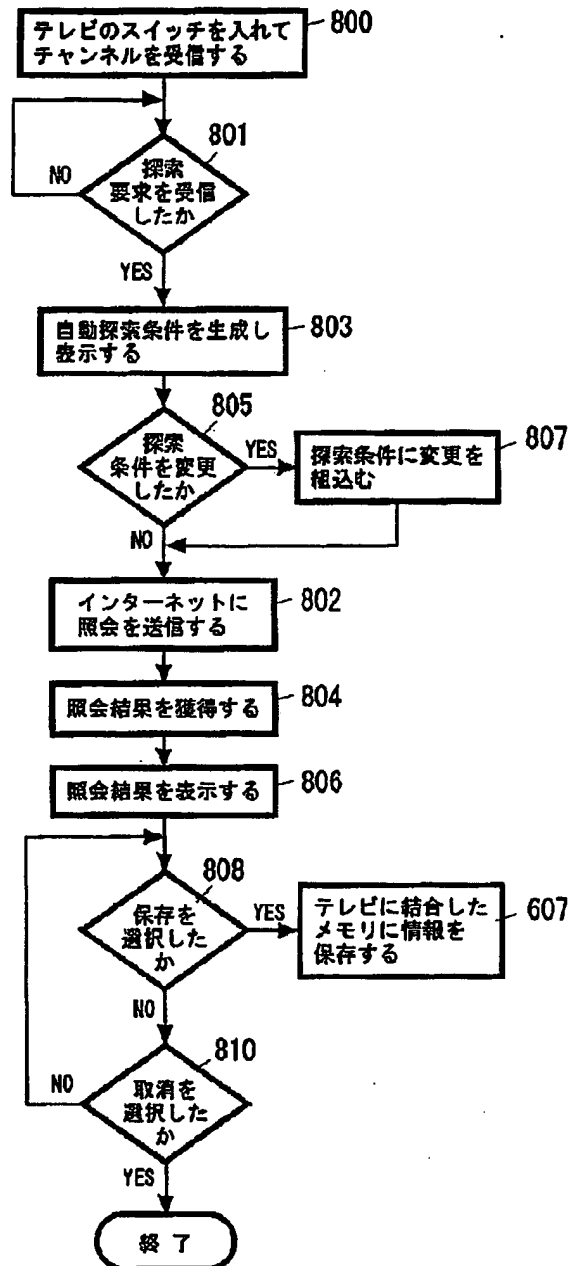 テレビのスイッチを入れて
チャンネルを受信する
800
801
探索
要求を受信
したか
NO
YES
自動探索条件を生成し
表示する
803
805
探索
条件を変更
したか
YES
探索条件に変更を
組込む
807
NO
インターネットに
照会を送信する
802
照会結果を獲得する
804
照会結果を表示する
806
808
保存を
選択した
か
YES
テレビに結合した
メモリに情報を
保存する
607
NO
810
取消を
選択した
か
NO
YES
終了